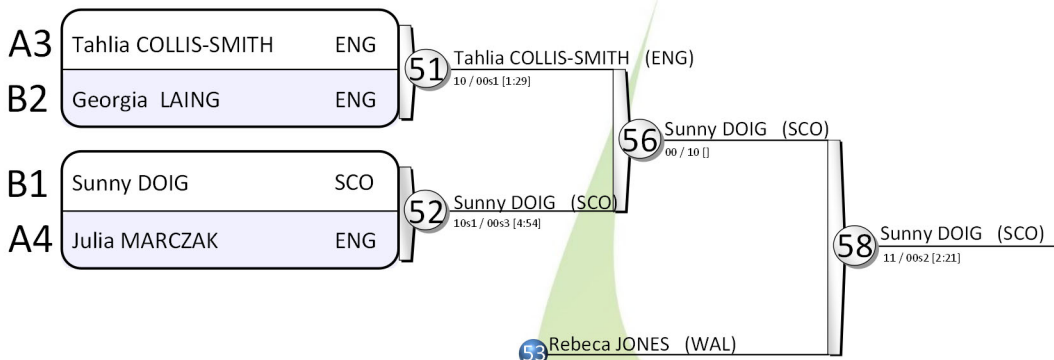 A3 Tahlia COLLIS-SMITH ENG
B2 Georgia LAING ENG
51 Tahlia COLLIS-SMITH (ENG)
10 / 00s1 [1:29]
56 Sunny DOIG (SCO)
00 / 10 []
B1 Sunny DOIG SCO
A4 Julia MARCZAK ENG
52 Sunny DOIG (SCO)
10s1 / 00s3 [4:54]
58 Sunny DOIG (SCO)
11 / 00s2 [2:21]
53 Rebeca JONES (WAL)